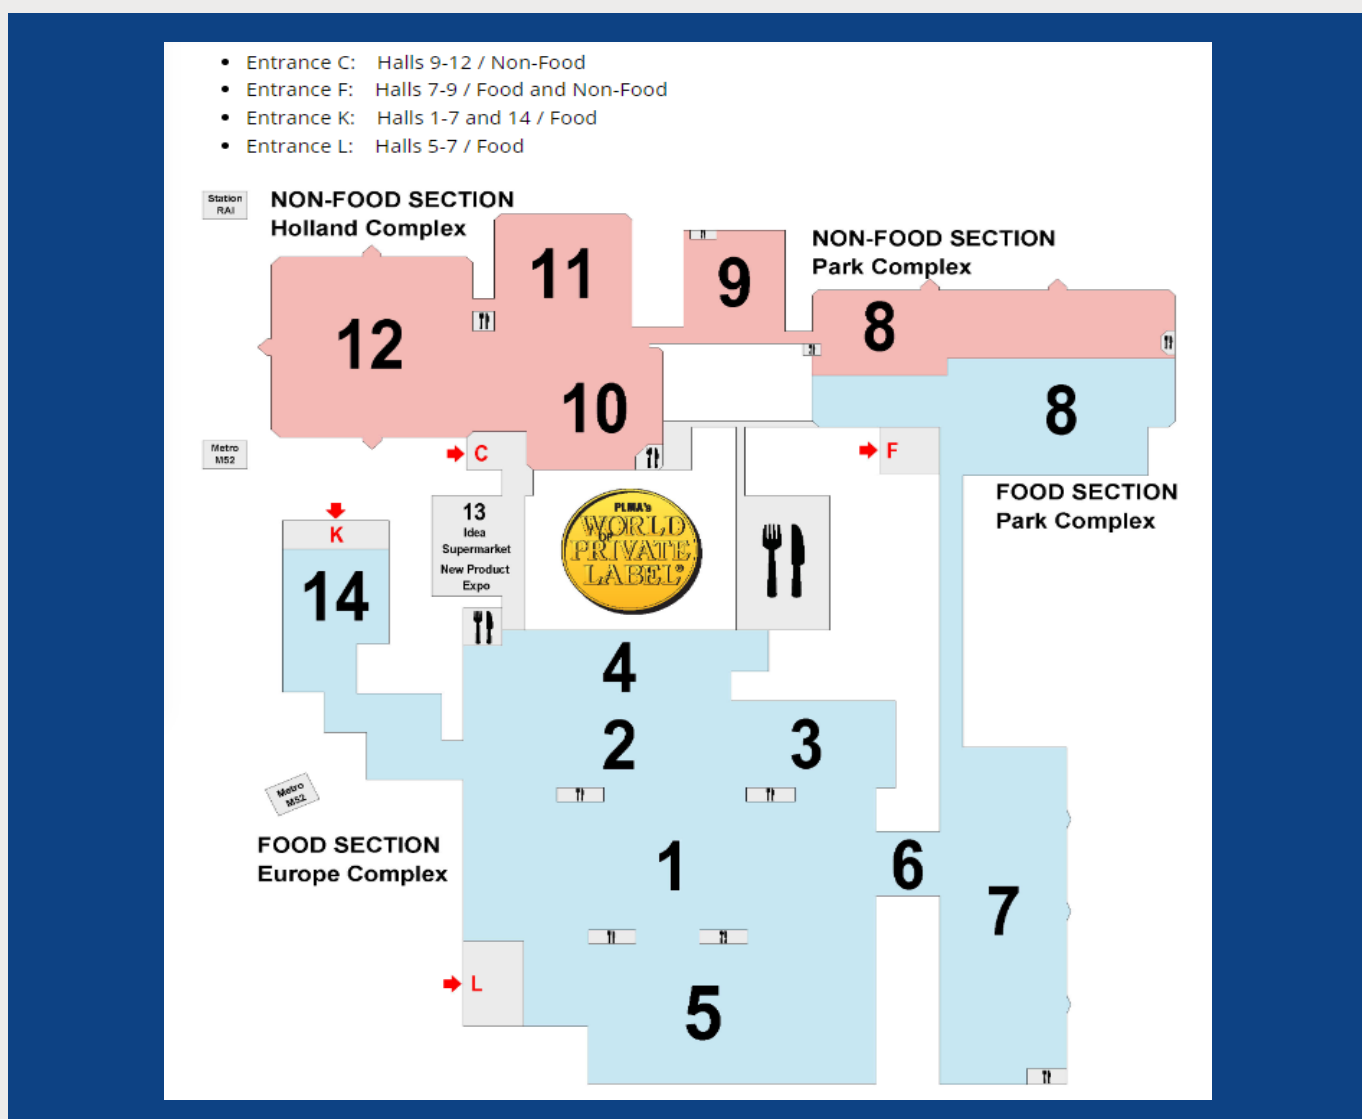 Entrance C: Halls 9-12 / Non-Food
Entrance F: Halls 7-9 / Food and Non-Food
Entrance K: Halls 1-7 and 14 / Food
Entrance L: Halls 5-7 / Food
Station
RAI
NON-FOOD SECTION
Holland Complex
11
9
NON-FOOD SECTION
Park Complex
12
8
10
8
Metro
M52
C
F
FOOD SECTION
Park Complex
K
13
Idea
Supermarket
New Product
Expo
PLMA's
WORLD
OF
PRIVATE
LABEL®
14
4
2
3
Metro
M52
FOOD SECTION
Europe Complex
1
6
7
L
5